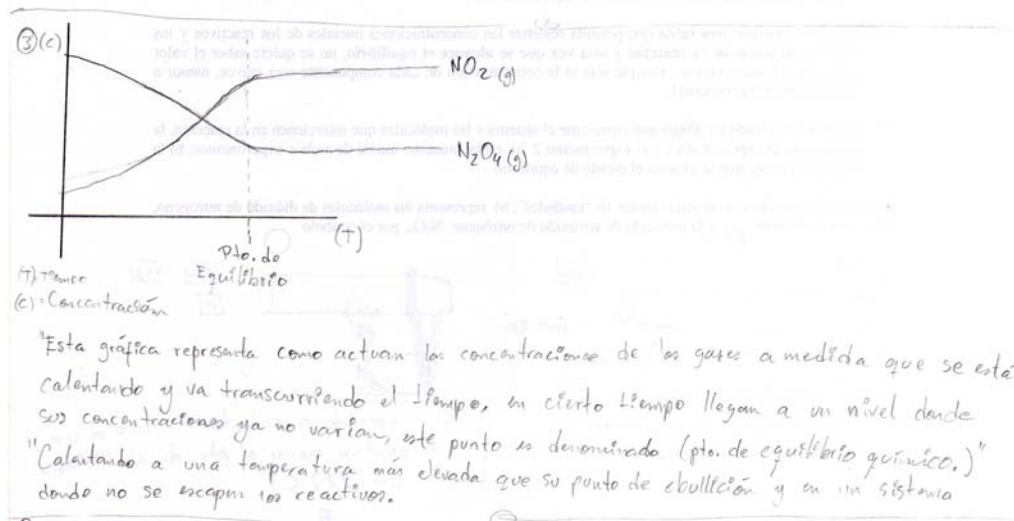 ③(c)
NO2(g)
N2O4(g)
(T)
Pto. de
Equilibrio
(T): Tiempo
(c) = Concentración
"Esta gráfica representa como actuan las concentraciones de los gases a medida que se está
calentando y va transcurriendo el tiempo, en cierto tiempo llegan a un nivel donde
sus concentraciones ya no varian, este punto es denominado (pto. de equilibrio químico.)"
"Calentando a una temperatura más elevada que su punto de ebullición y en un sistema
donde no se escapen los reactivos.